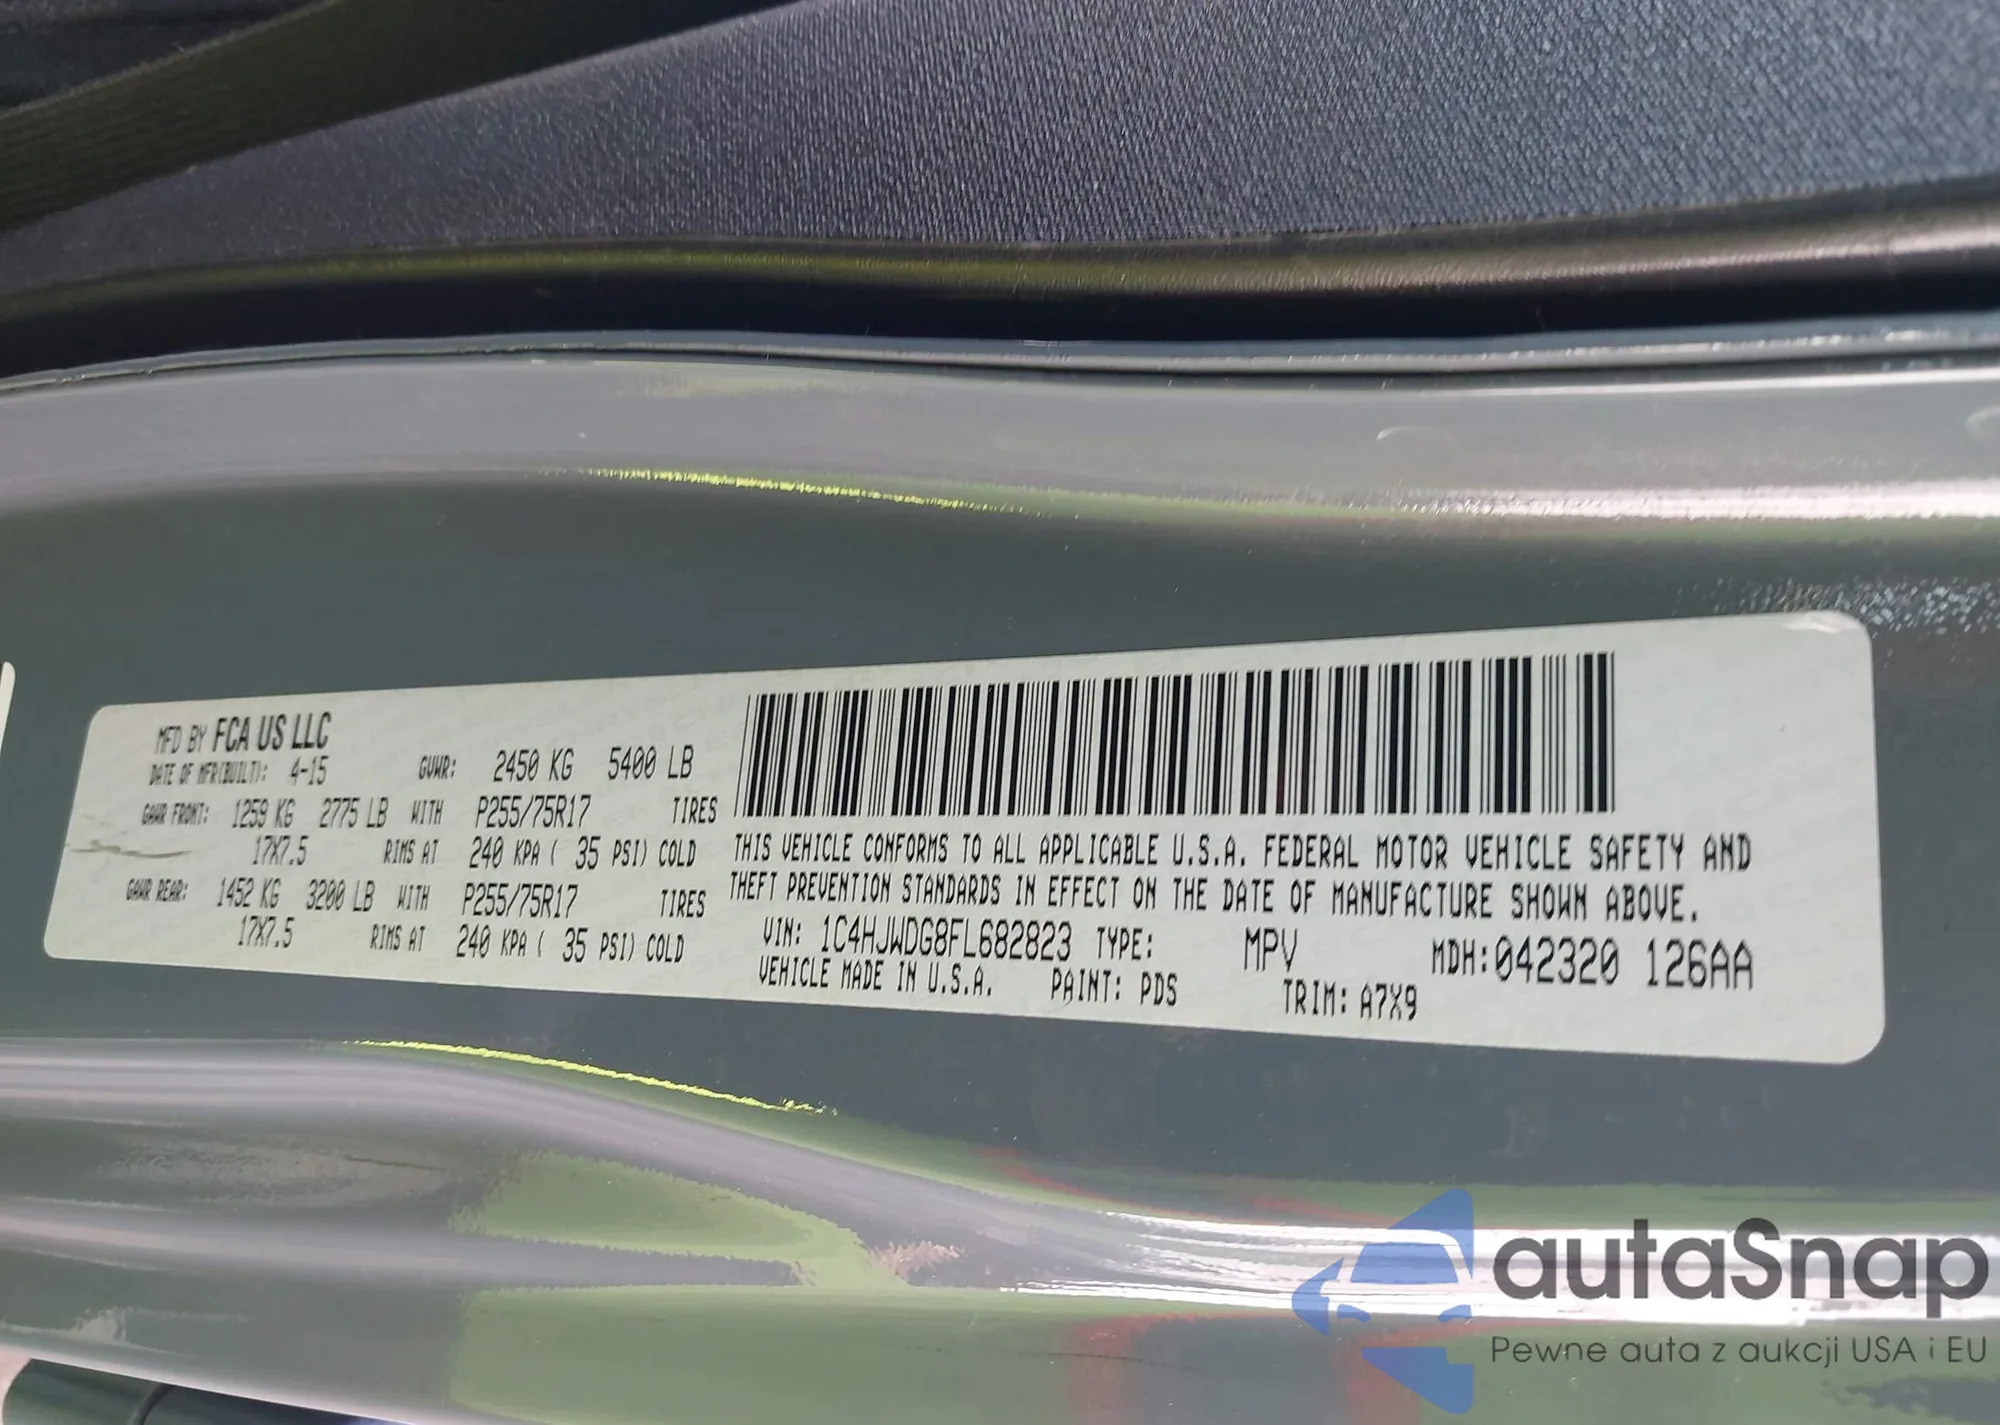 MFD BY FCA US LLC
DATE OF MFR(BUILT): 4-15 GVWR: 2450 KG 5400 LB
GAWR FRONT: 1259 KG 2775 LB WITH P255/75R17 TIRES
17X7.5 RIMS AT 240 KPA ( 35 PSI) COLD
GAWR REAR: 1452 KG 3200 LB WITH P255/75R17 TIRES
17X7.5 RIMS AT 240 KPA ( 35 PSI) COLD
THIS VEHICLE CONFORMS TO ALL APPLICABLE U.S.A. FEDERAL MOTOR VEHICLE SAFETY AND
THEFT PREVENTION STANDARDS IN EFFECT ON THE DATE OF MANUFACTURE SHOWN ABOVE.
VIN: 1C4HJWDG8FL682823 TYPE: MPV MDH:042320 126AA
VEHICLE MADE IN U.S.A. PAINT: PDS TRIM: A7X9
autaSnap
Pewne auta z aukcji USA i EU